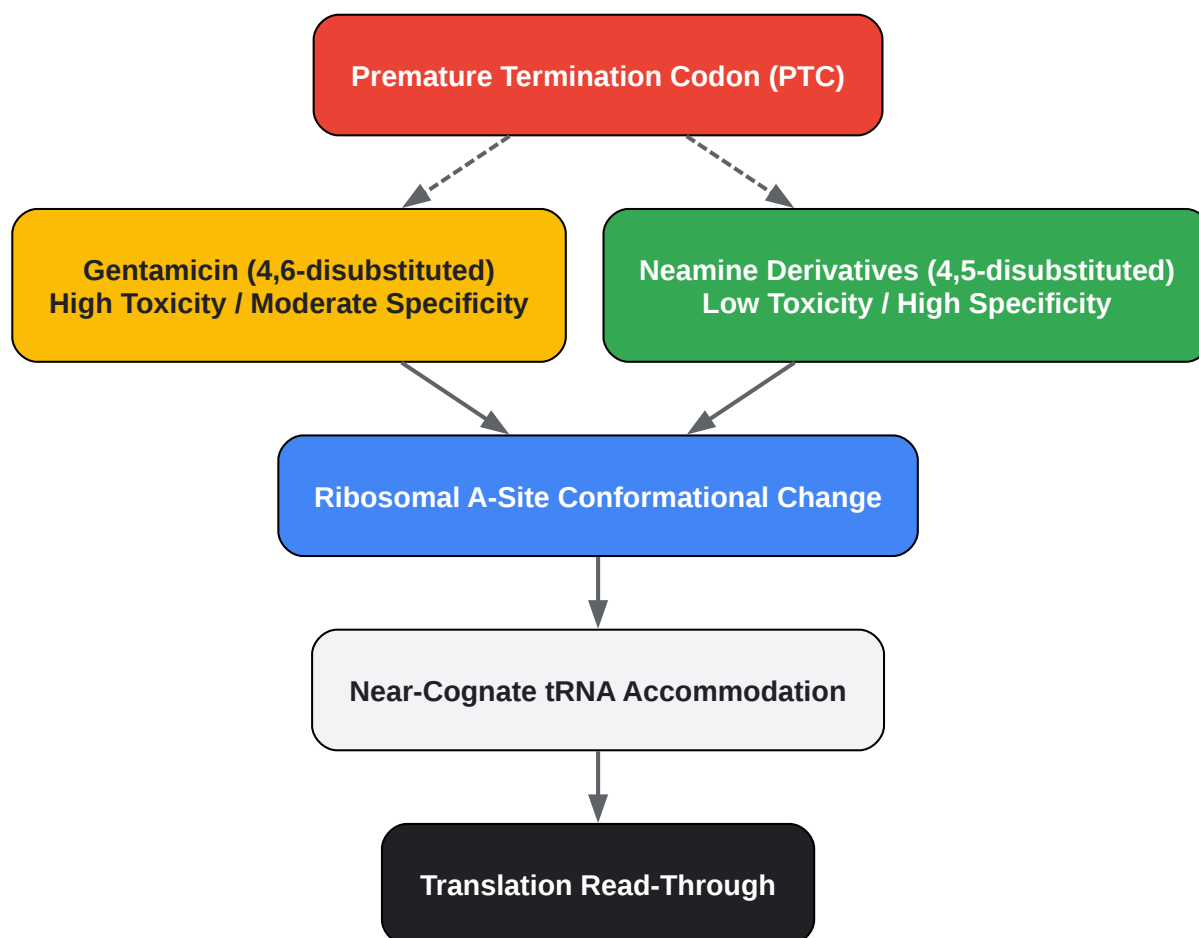 Premature Termination Codon (PTC)
Gentamicin (4,6-disubstituted)
High Toxicity / Moderate Specificity
Neamine Derivatives (4,5-disubstituted)
Low Toxicity / High Specificity
Ribosomal A-Site Conformational Change
Near-Cognate tRNA Accommodation
Translation Read-Through